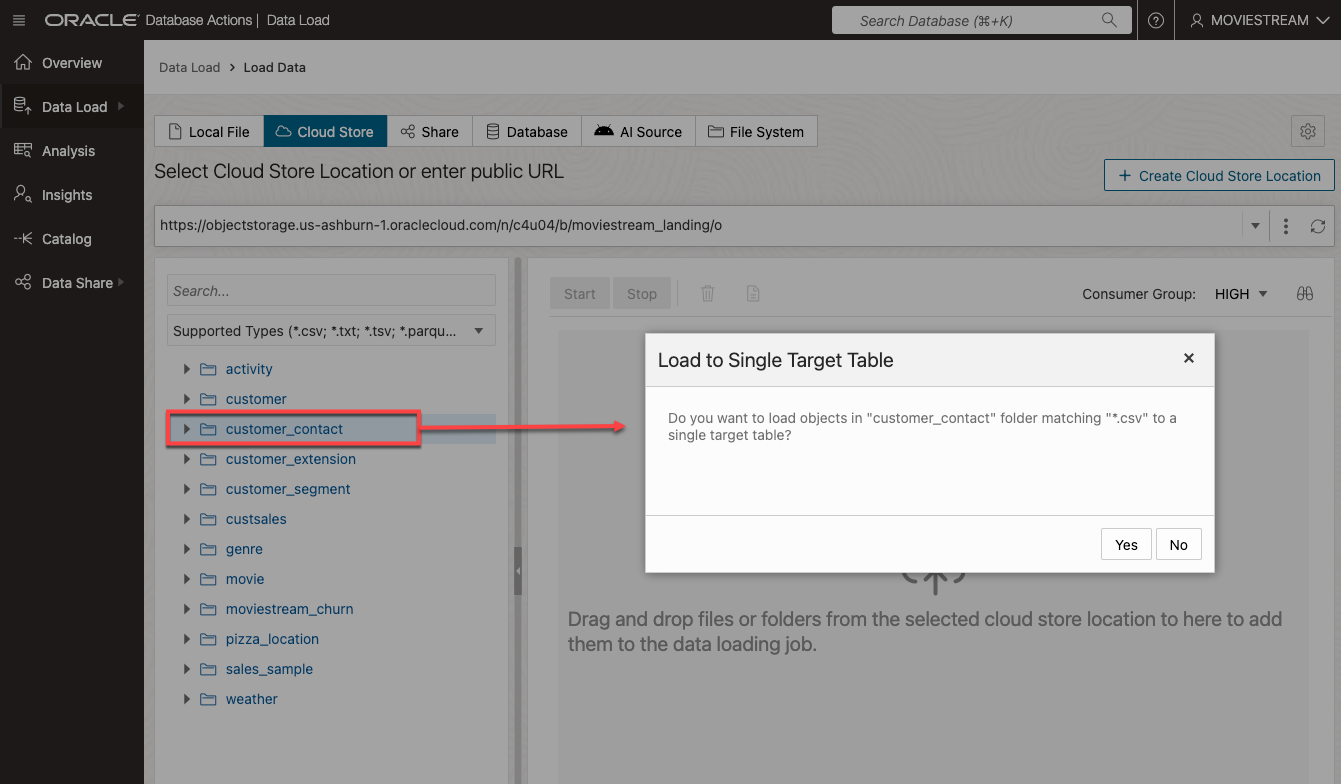 ORACLE Database Actions | Data Load
Search Database (⌘+K)
MOVIESTREAM
Overview
Data Load
Analysis
Insights
Catalog
Data Share
Data Load > Load Data
Local File
Cloud Store
Share
Database
AI Source
File System
Select Cloud Store Location or enter public URL
+ Create Cloud Store Location
https://objectstorage.us-ashburn-1.oraclecloud.com/n/c4u04/b/moviestream_landing/o
Search...
Supported Types (*.csv; *.txt; *.tsv; *.parqu...
activity
customer
customer_contact
customer_extension
customer_segment
custsales
genre
movie
moviestream_churn
pizza_location
sales_sample
weather
Start
Stop
Consumer Group: HIGH
Load to Single Target Table
Do you want to load objects in "customer_contact" folder matching "*.csv" to a
single target table?
Yes
No
Drag and drop files or folders from the selected cloud store location to here to add
them to the data loading job.